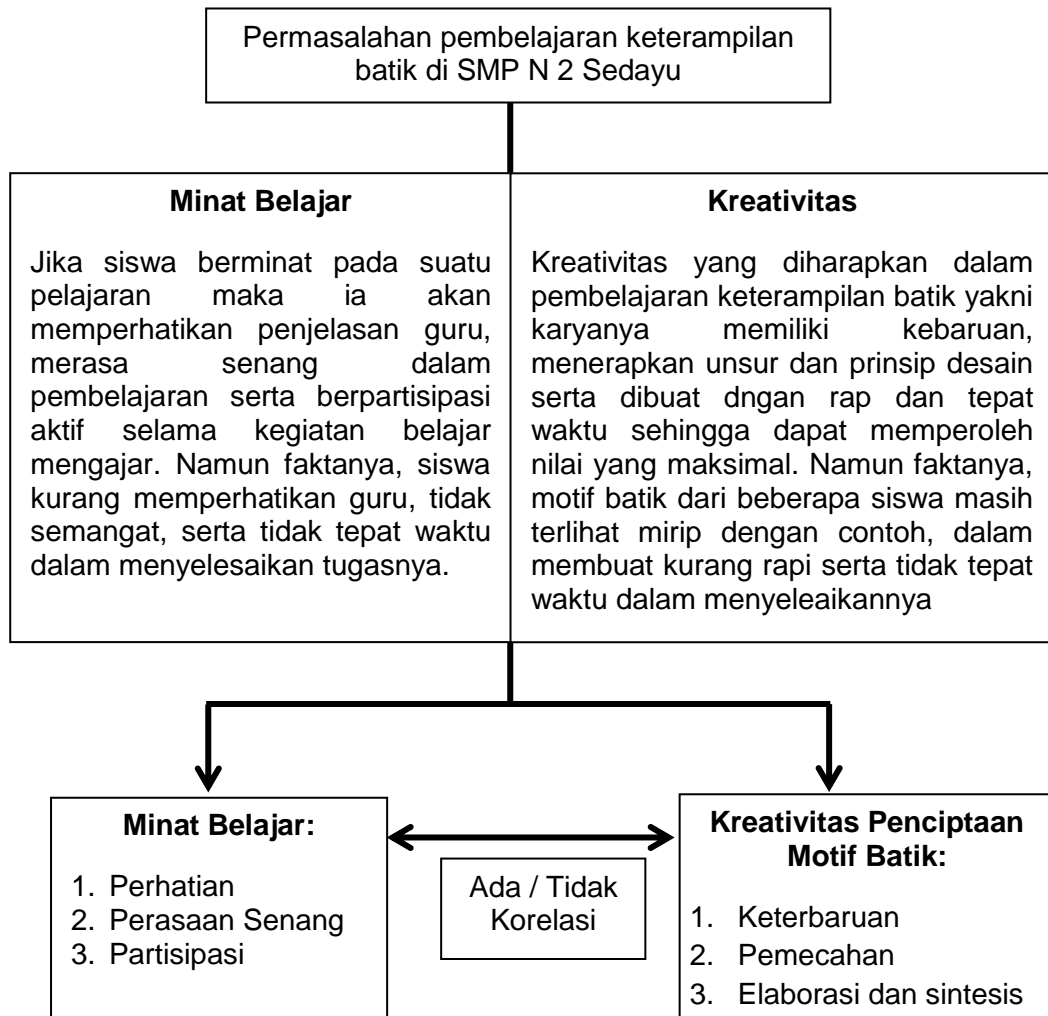 Permasalahan pembelajaran keterampilan
batik di SMP N 2 Sedayu
Minat Belajar
Jika siswa berminat pada suatu
pelajaran maka ia akan
memperhatikan penjelasan guru,
merasa senang dalam
pembelajaran serta berpartisipasi
aktif selama kegiatan belajar
mengajar. Namun faktanya, siswa
kurang memperhatikan guru, tidak
semangat, serta tidak tepat waktu
dalam menyelesaikan tugasnya.
Kreativitas
Kreativitas yang diharapkan dalam
pembelajaran keterampilan batik yakni
karyanya memiliki kebaruan,
menerapkan unsur dan prinsip desain
serta dibuat dngan rap dan tepat
waktu sehingga dapat memperoleh
nilai yang maksimal. Namun faktanya,
motif batik dari beberapa siswa masih
terlihat mirip dengan contoh, dalam
membuat kurang rapi serta tidak tepat
waktu dalam menyeleaikannya
Minat Belajar:
1. Perhatian
2. Perasaan Senang
3. Partisipasi
Ada / Tidak
Korelasi
Kreativitas Penciptaan
Motif Batik:
1. Keterbaruan
2. Pemecahan
3. Elaborasi dan sintesis